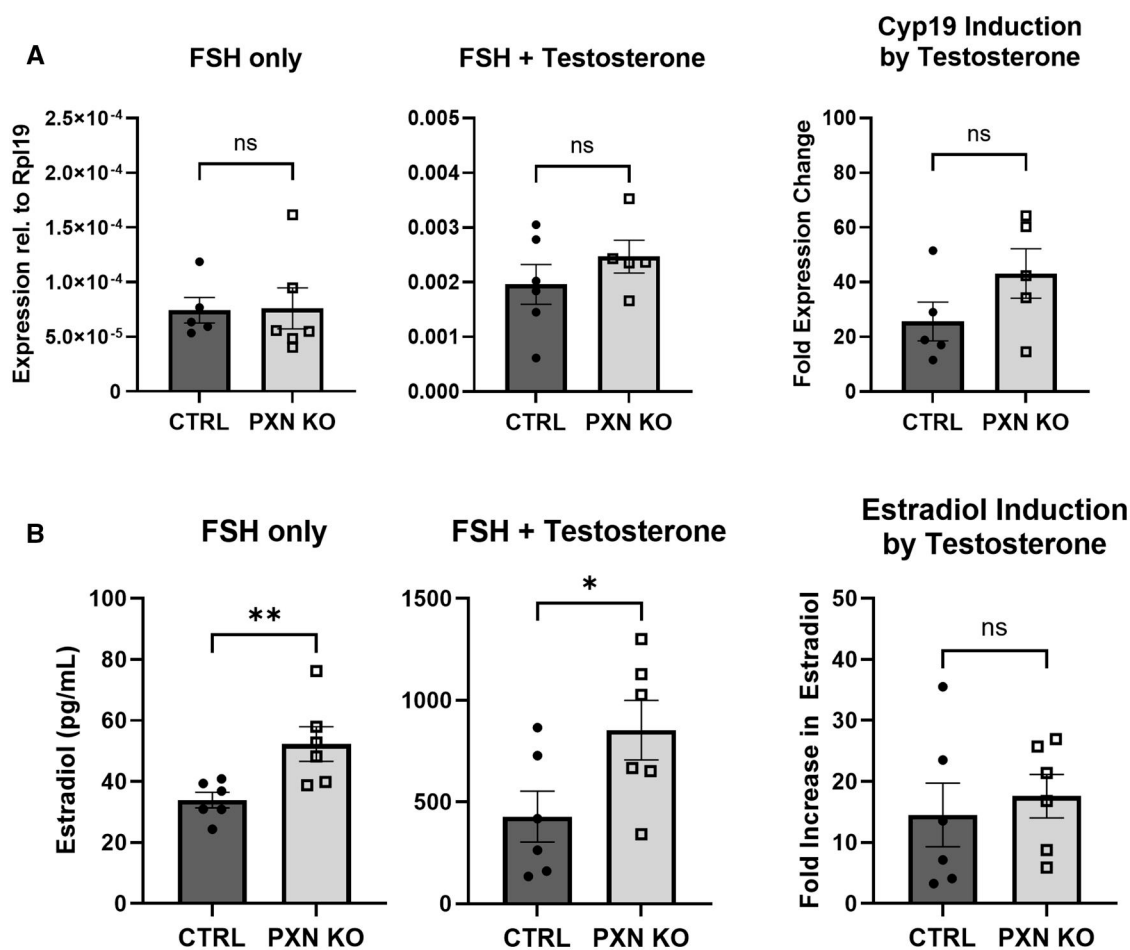 A
FSH only
Expression rel. to Rpl19
2.5×10⁻⁴
2.0×10⁻⁴
1.5×10⁻⁴
1.0×10⁻⁴
5.0×10⁻⁵
0
ns
CTRL PXN KO
FSH + Testosterone
0.005
0.004
0.003
0.002
0.001
0.000
ns
CTRL PXN KO
Cyp19 Induction
by Testosterone
Fold Expression Change
100
80
60
40
20
0
ns
CTRL PXN KO
B
FSH only
Estradiol (pg/mL)
100
80
60
40
20
0
**
CTRL PXN KO
FSH + Testosterone
1500
1000
500
0
*
CTRL PXN KO
Estradiol Induction
by Testosterone
Fold Increase in Estradiol
50
40
30
20
10
0
ns
CTRL PXN KO